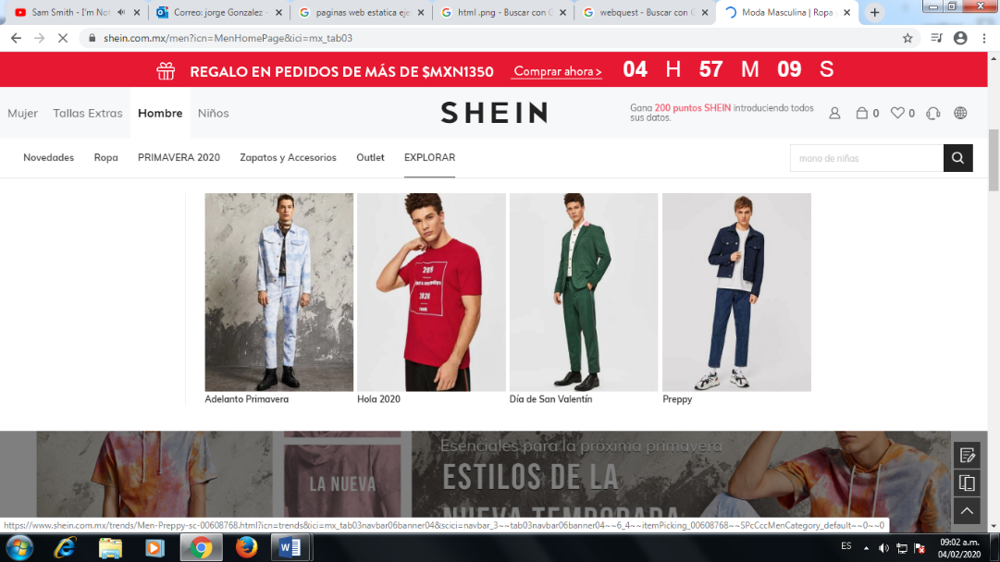 Sam Smith - I'm Not
Correo: jorge Gonzalez -
paginas web estatica eje
html .png - Buscar con G
webquest - Buscar con G
Moda Masculina | Ropa
shein.com.mx/men?icn=MenHomePage&ici=mx_tab03
REGALO EN PEDIDOS DE MÁS DE $MXN1350 Comprar ahora > 04 H 57 M 09 S
Mujer Tallas Extras Hombre Niños
SHEIN
Gana 200 puntos SHEIN introduciendo todos
sus datos.
0 0
Novedades Ropa PRIMAVERA 2020 Zapatos y Accesorios Outlet EXPLORAR
mono de niñas
Adelanto Primavera Hola 2020 Día de San Valentín Preppy
Esenciales para la próxima primavera
LA NUEVA
ESTILOS DE LA
NUEVA TEMPORADA
https://www.shein.com.mx/trends/Men-Preppy-sc-00608768.html?icn=trends&ici=mx_tab03navbar06banner04&scici=navbar_3~~tab03navbar06banner04~~6_4~~itemPicking_00608768~~SPcCccMenCategory_default~~0~~0
ES
09:02 a.m.
04/02/2020